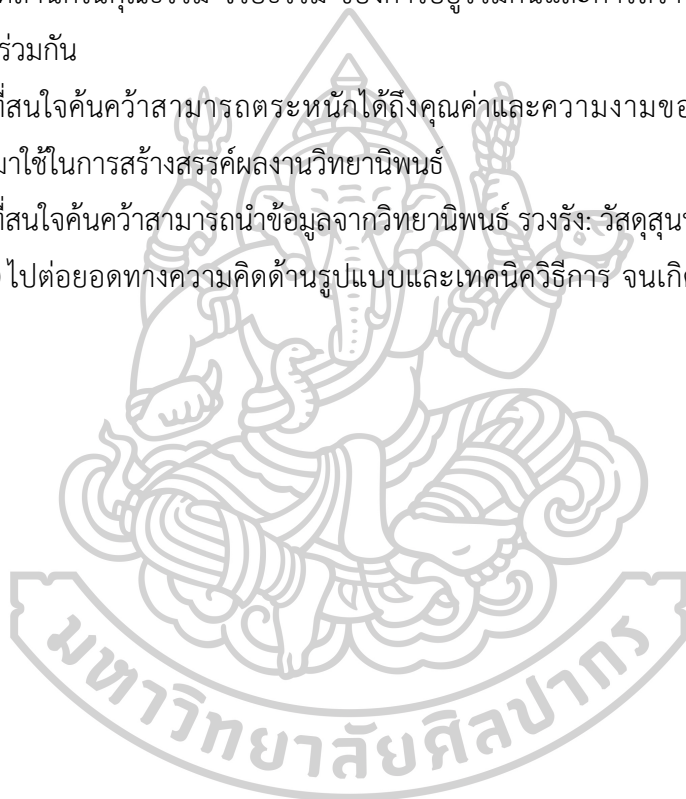 ร่วมกัน
ที่สนใจค้นคว้าสามารถตระหนักได้ถึงคุณค่าและความงามขอ
มาใช้ในการสร้างสรรค์ผลงานวิทยานิพนธ์
ที่สนใจค้นคว้าสามารถนำข้อมูลจากวิทยานิพนธ์ รวงรัง: วัสดุสุน
ไปต่อยอดทางความคิดด้านรูปแบบและเทคนิควิธีการ จนเกิด
มหาวิทยาลัยศิลปากร